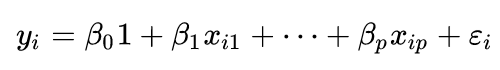 yᵢ = β₀1 + β₁xᵢ₁ + ⋯ + βₚxᵢₚ + εᵢ